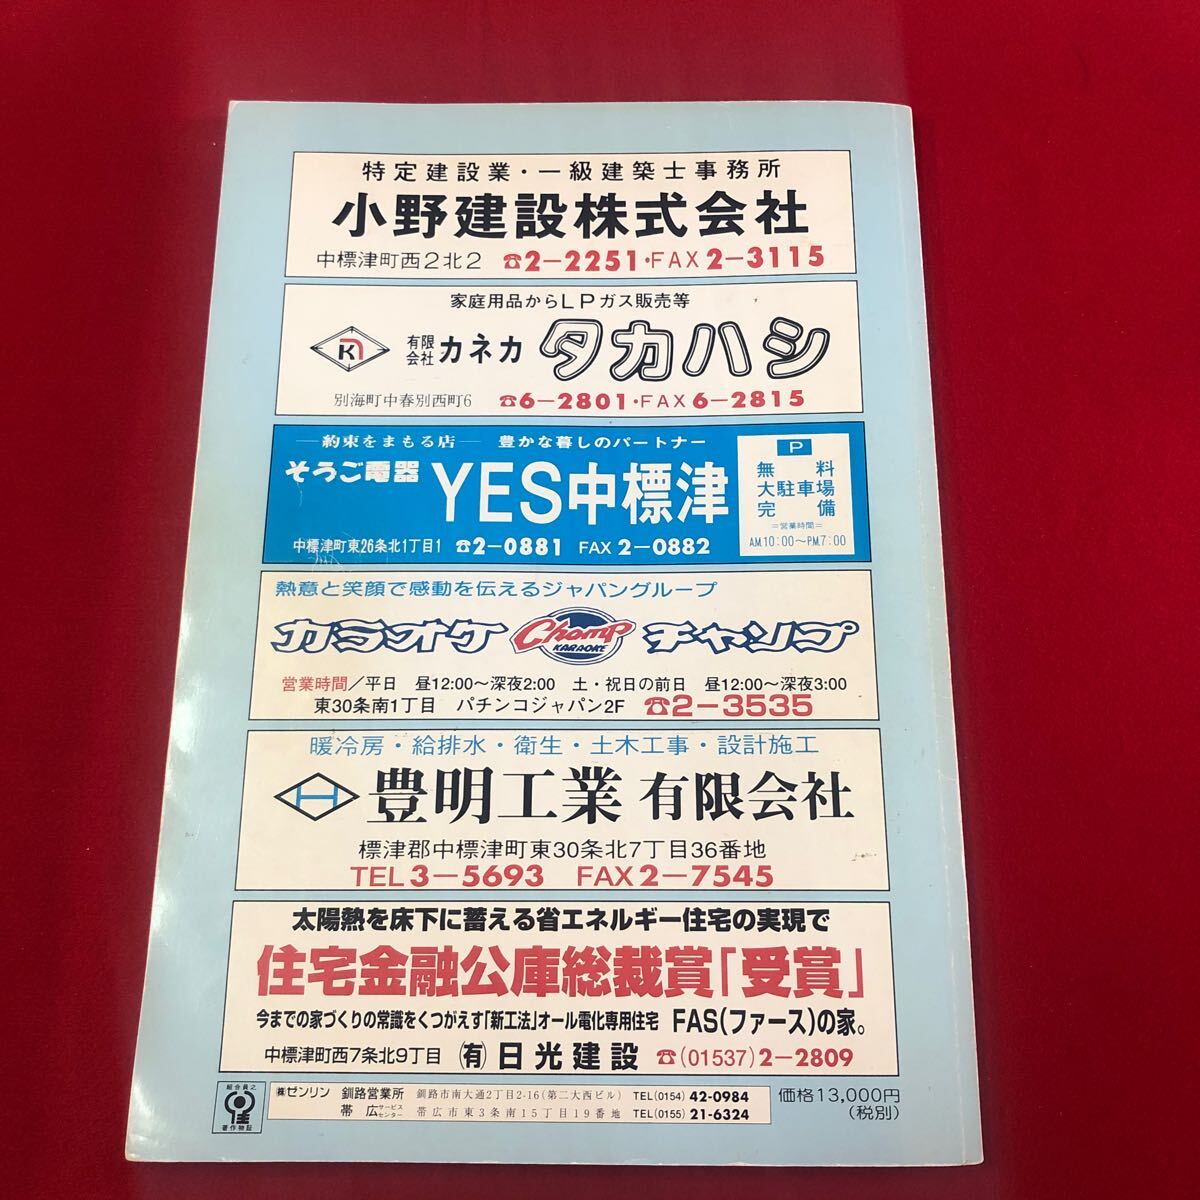 特定建設業・一級建築士事務所
小野建設株式会社
中標津町西2北2 ☎2-2251・FAX2-3115
家庭用品からLPガス販売等
K
有限会社 カネカ タカハシ
別海町中春別西町6 ☎6-2801・FAX6-2815
―約束をまもる店― 豊かな暮しのパートナー
そうご電器 YES中標津
中標津町東26条北1丁目1 ☎2-0881 FAX 2-0882
P
無料
大駐車場
完備
=営業時間=
AM.10:00～P.M.7:00
熱意と笑顔で感動を伝えるジャパングループ
カラオケ Chomp KARAOKE チャンプ
営業時間/平日 昼12:00～深夜2:00 土・祝日の前日 昼12:00～深夜3:00
東30条南1丁目 パチンコジャパン2F ☎2-3535
暖冷房・給排水・衛生・土木工事・設計施工
H 豊明工業 有限会社
標津郡中標津町東30条北7丁目36番地
TEL 3-5693 FAX 2-7545
太陽熱を床下に蓄える省エネルギー住宅の実現で
住宅金融公庫総裁賞「受賞」
今までの家づくりの常識をくつがえす「新工法」オール電化専用住宅 FAS(ファース)の家。
中標津町西7条北9丁目 (有)日光建設 ☎(01537)2-2809
組合員之
著作物証
㈱ゼンリン 釧路営業所 釧路市南大通2丁目2-16(第二大西ビル) TEL(0154)42-0984
帯広サービスセンター 帯広市東3条南15丁目19番地 TEL(0155)21-6324
価格13,000円
(税別)